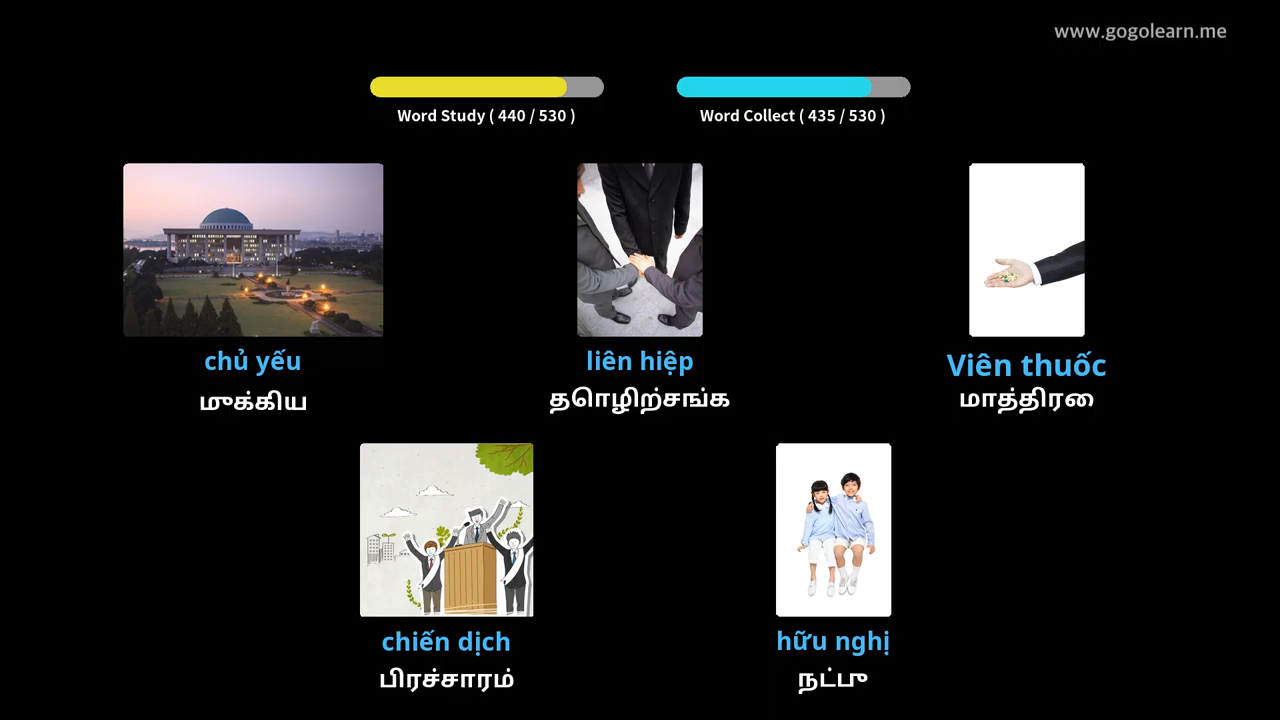 www.gogolearn.me
Word Study ( 440 / 530 )
Word Collect ( 435 / 530 )
chủ yếu
முக்கிய
liên hiệp
தொழிற்சங்க
Viên thuốc
மாத்திரை
chiến dịch
பிரச்சாரம்
hữu nghị
நட்பு